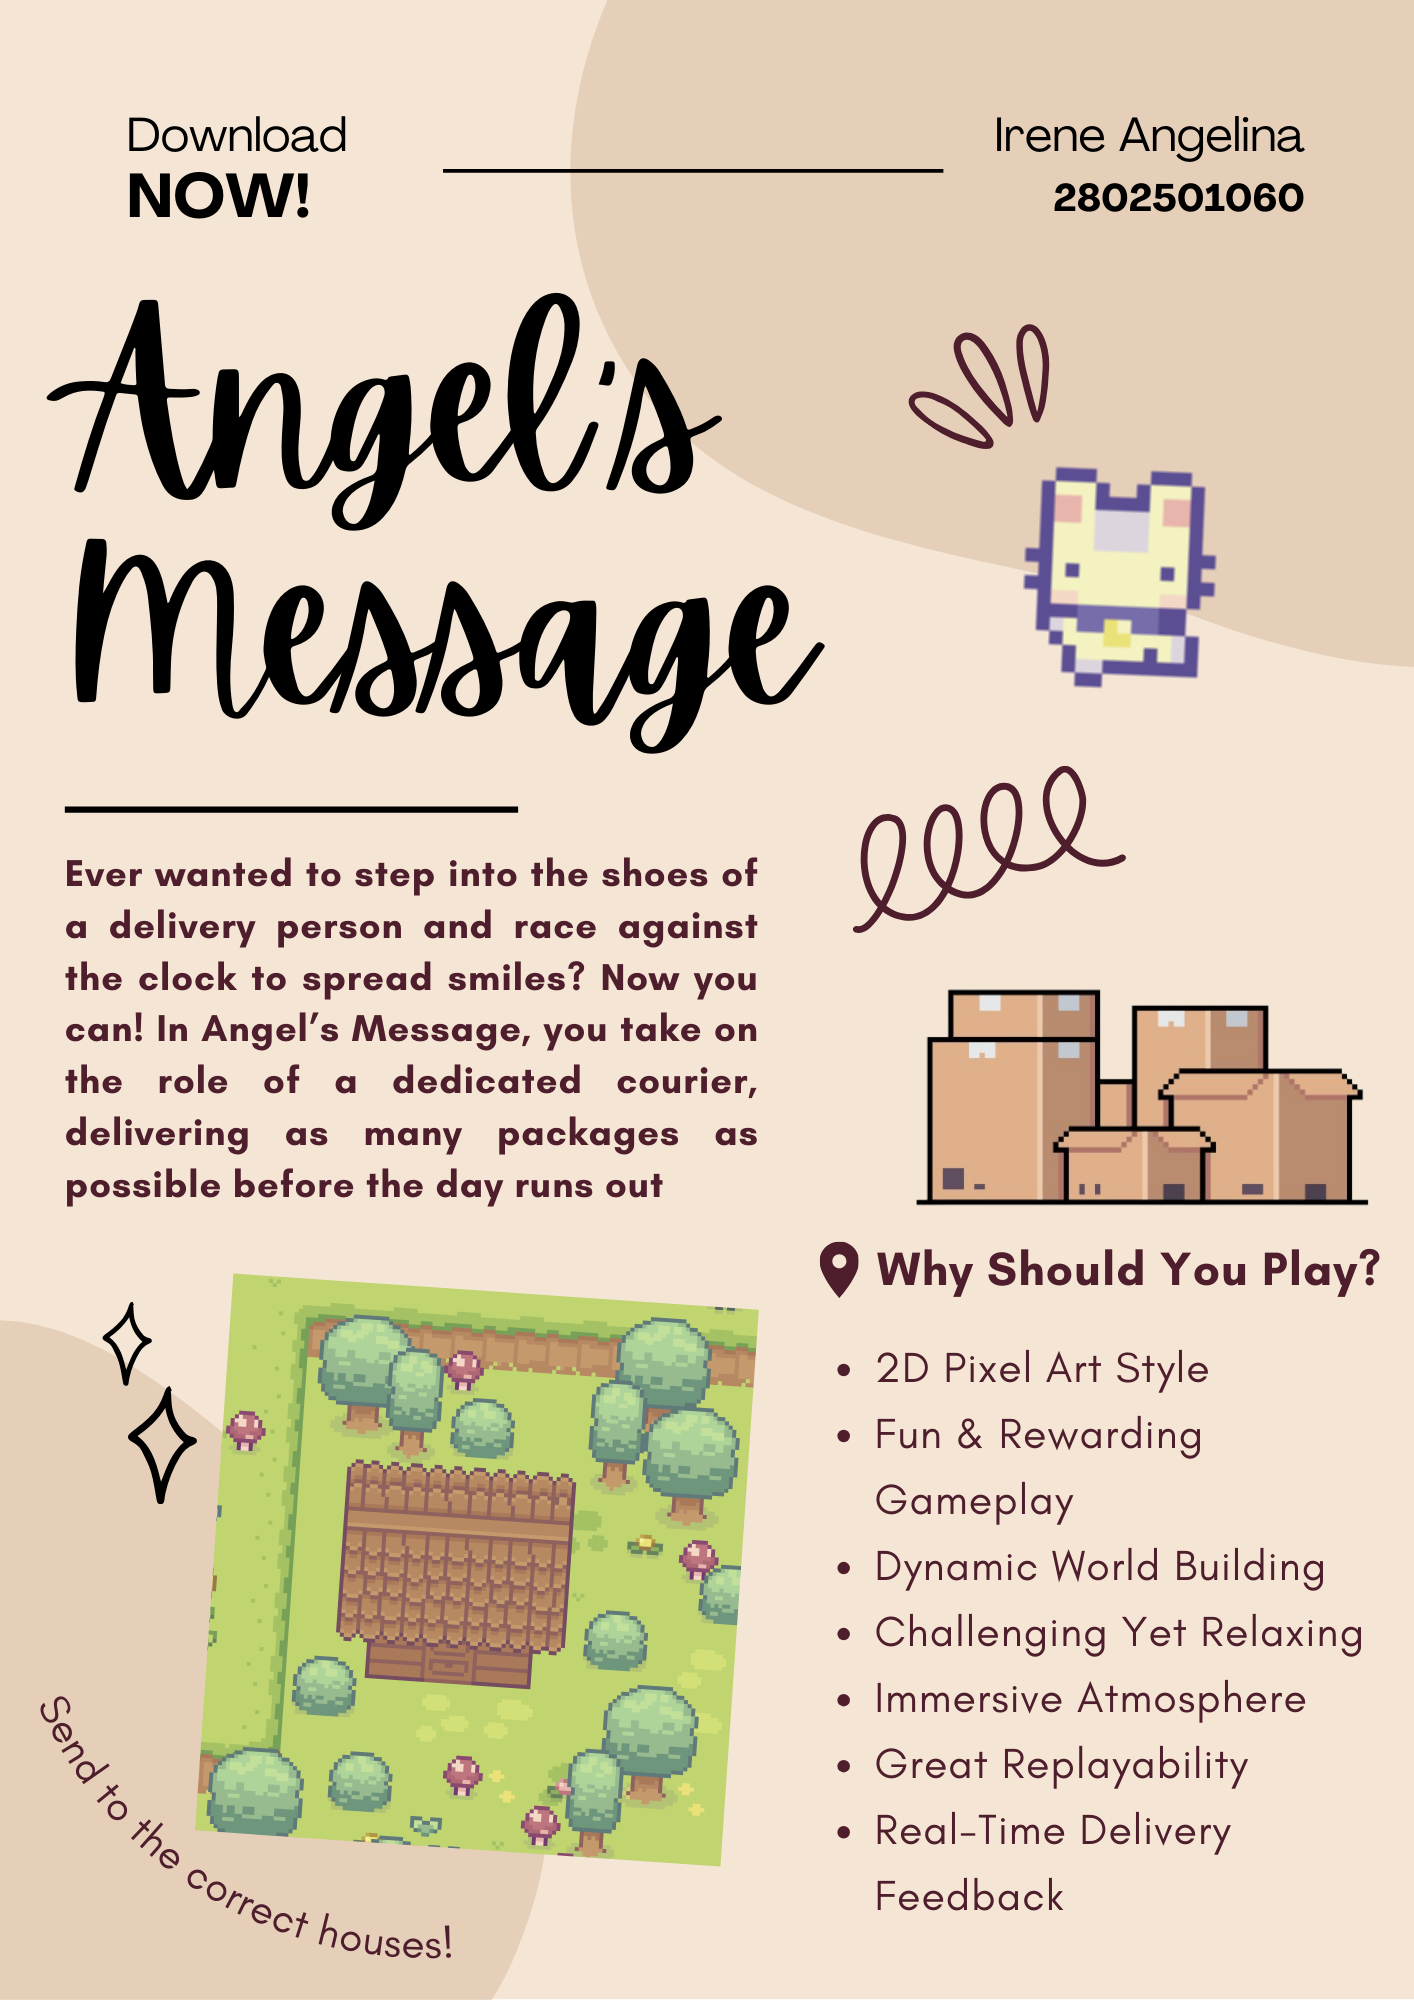 Download
NOW!
Irene Angelina
2802501060
Angel's
Message
Ever wanted to step into the shoes of
a delivery person and race against
the clock to spread smiles? Now you
can! In Angel’s Message, you take on
the role of a dedicated courier,
delivering as many packages as
possible before the day runs out
Why Should You Play?
• 2D Pixel Art Style
• Fun & Rewarding
Gameplay
• Dynamic World Building
• Challenging Yet Relaxing
• Immersive Atmosphere
• Great Replayability
• Real-Time Delivery
Feedback
Send to the correct houses!